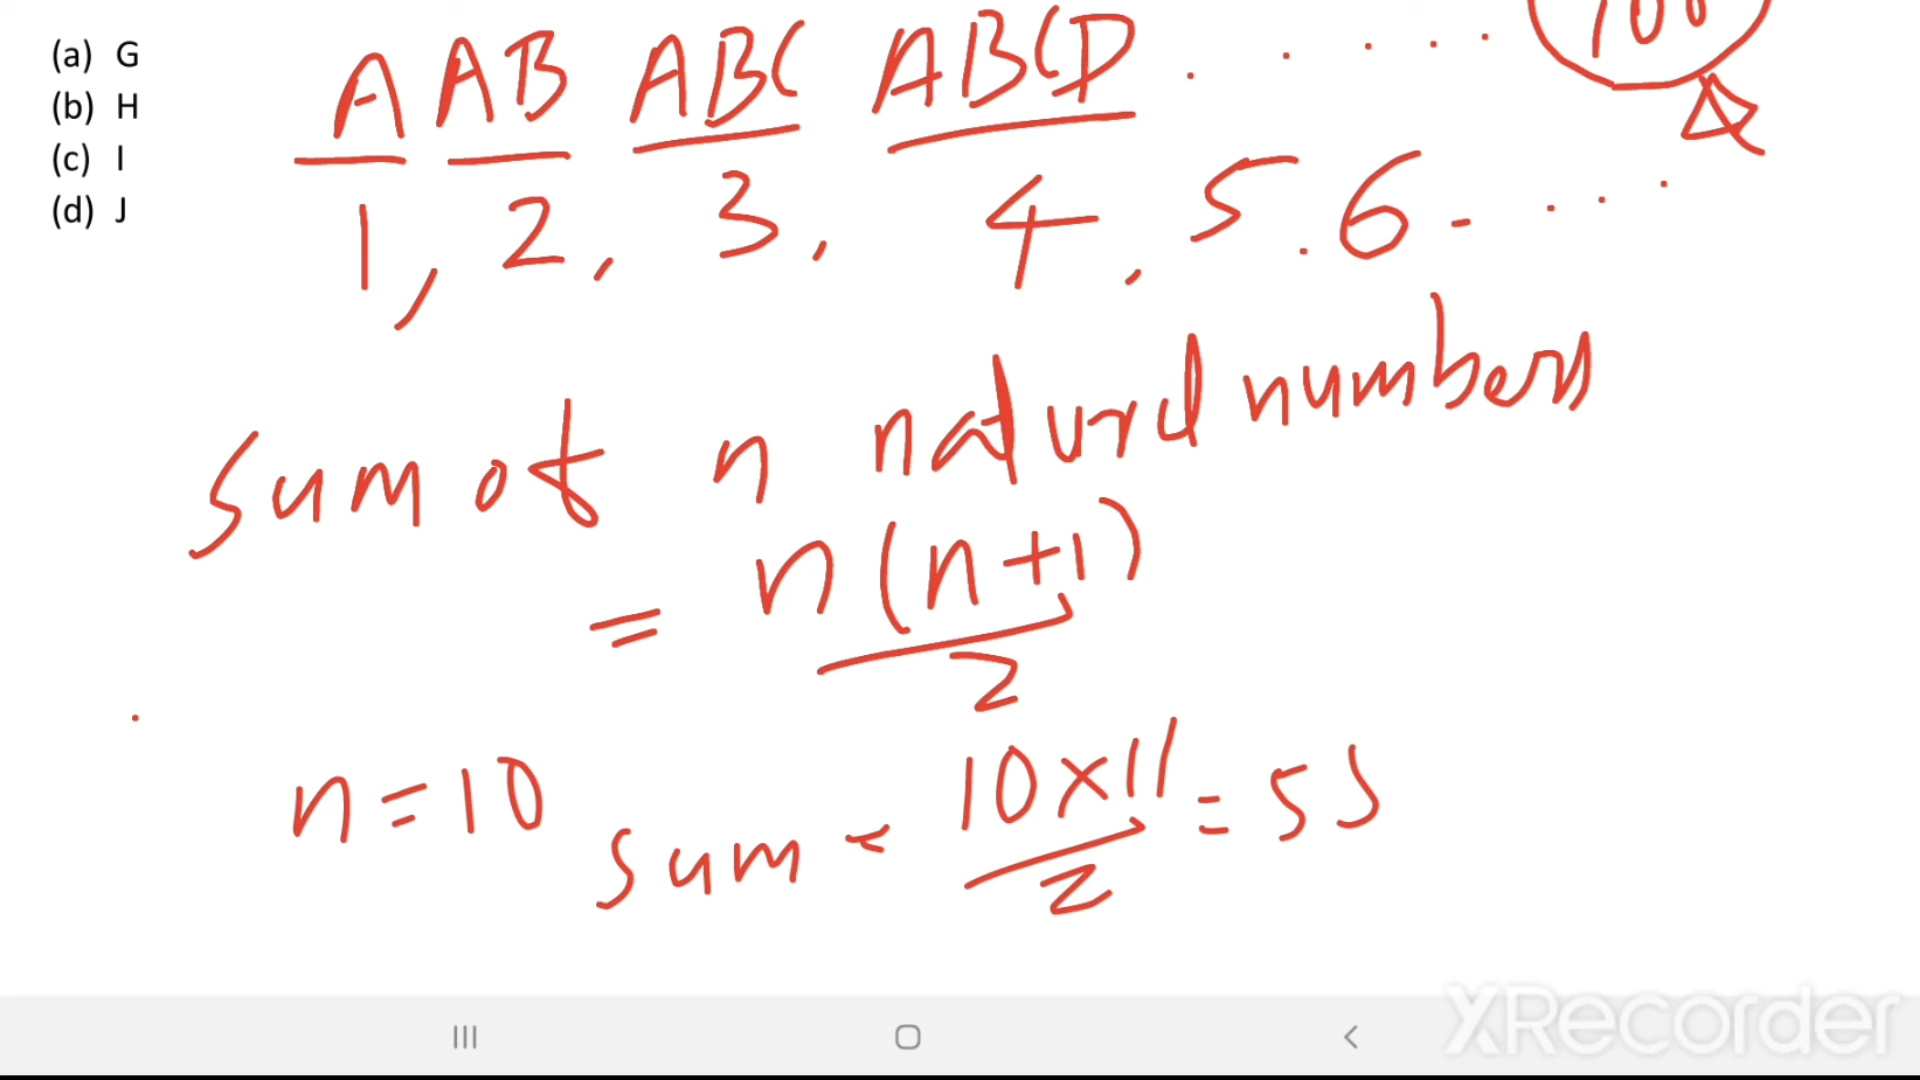 (a) G
(b) H
(c) I
(d) J
A AB ABC ABCD . . . . .
1, 2, 3, 4, 5. 6 - . . .
sum of n natural numbers
= n(n+1)
2
n=10 sum = 10×11 = 55
2
XRecorder